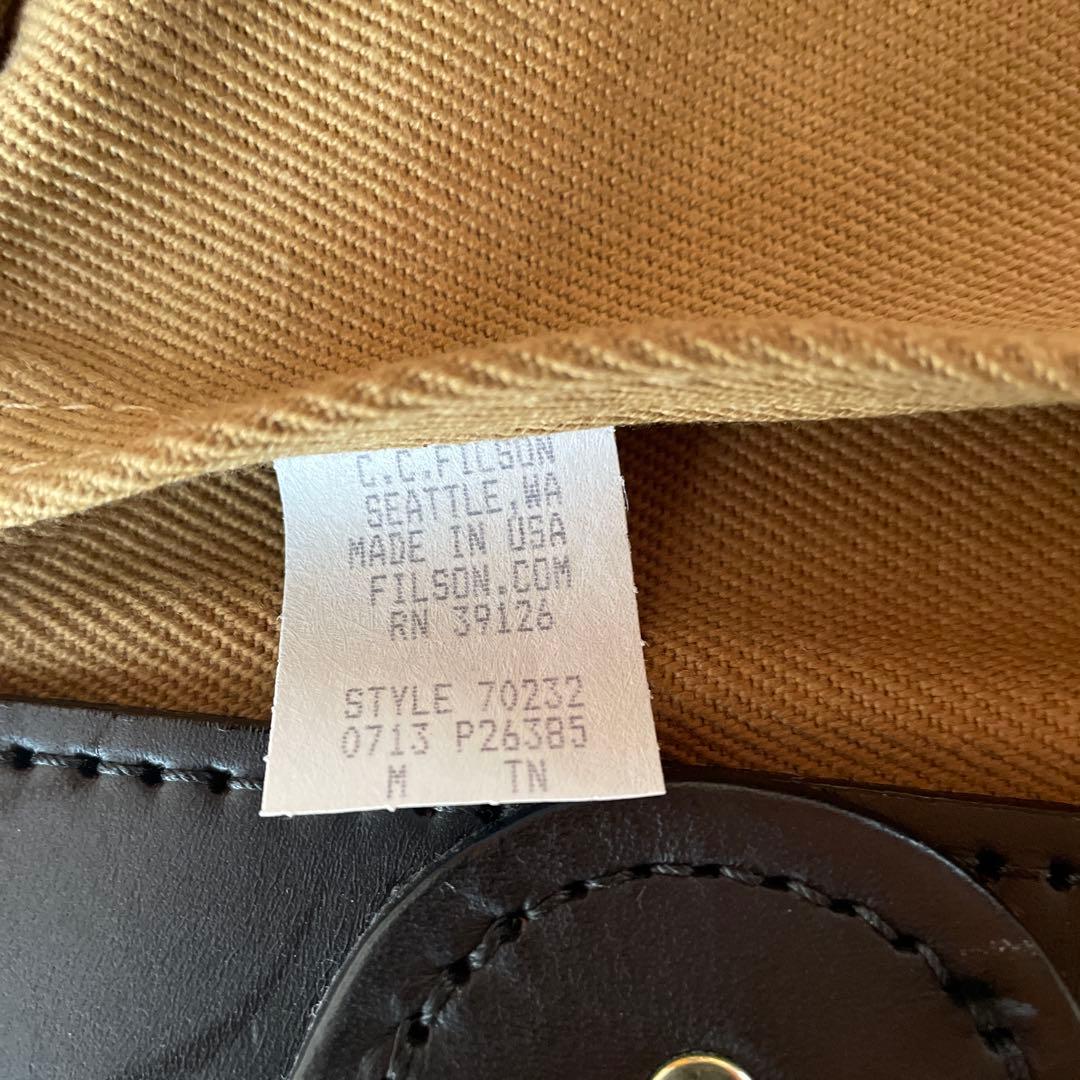 C.C.FILSON
SEATTLE,WA
MADE IN USA
FILSON.COM
RN 39126
STYLE 70232
0713 P26385
M TN